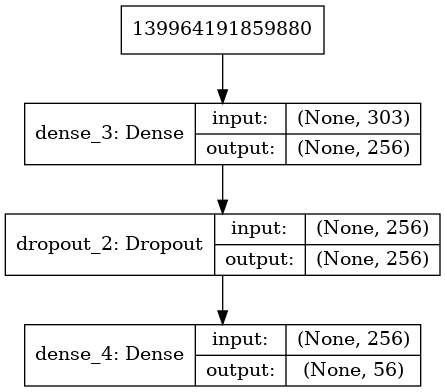 139964191859880
dense_3: Dense
input: (None, 303)
output: (None, 256)
dropout_2: Dropout
input: (None, 256)
output: (None, 256)
dense_4: Dense
input: (None, 256)
output: (None, 56)